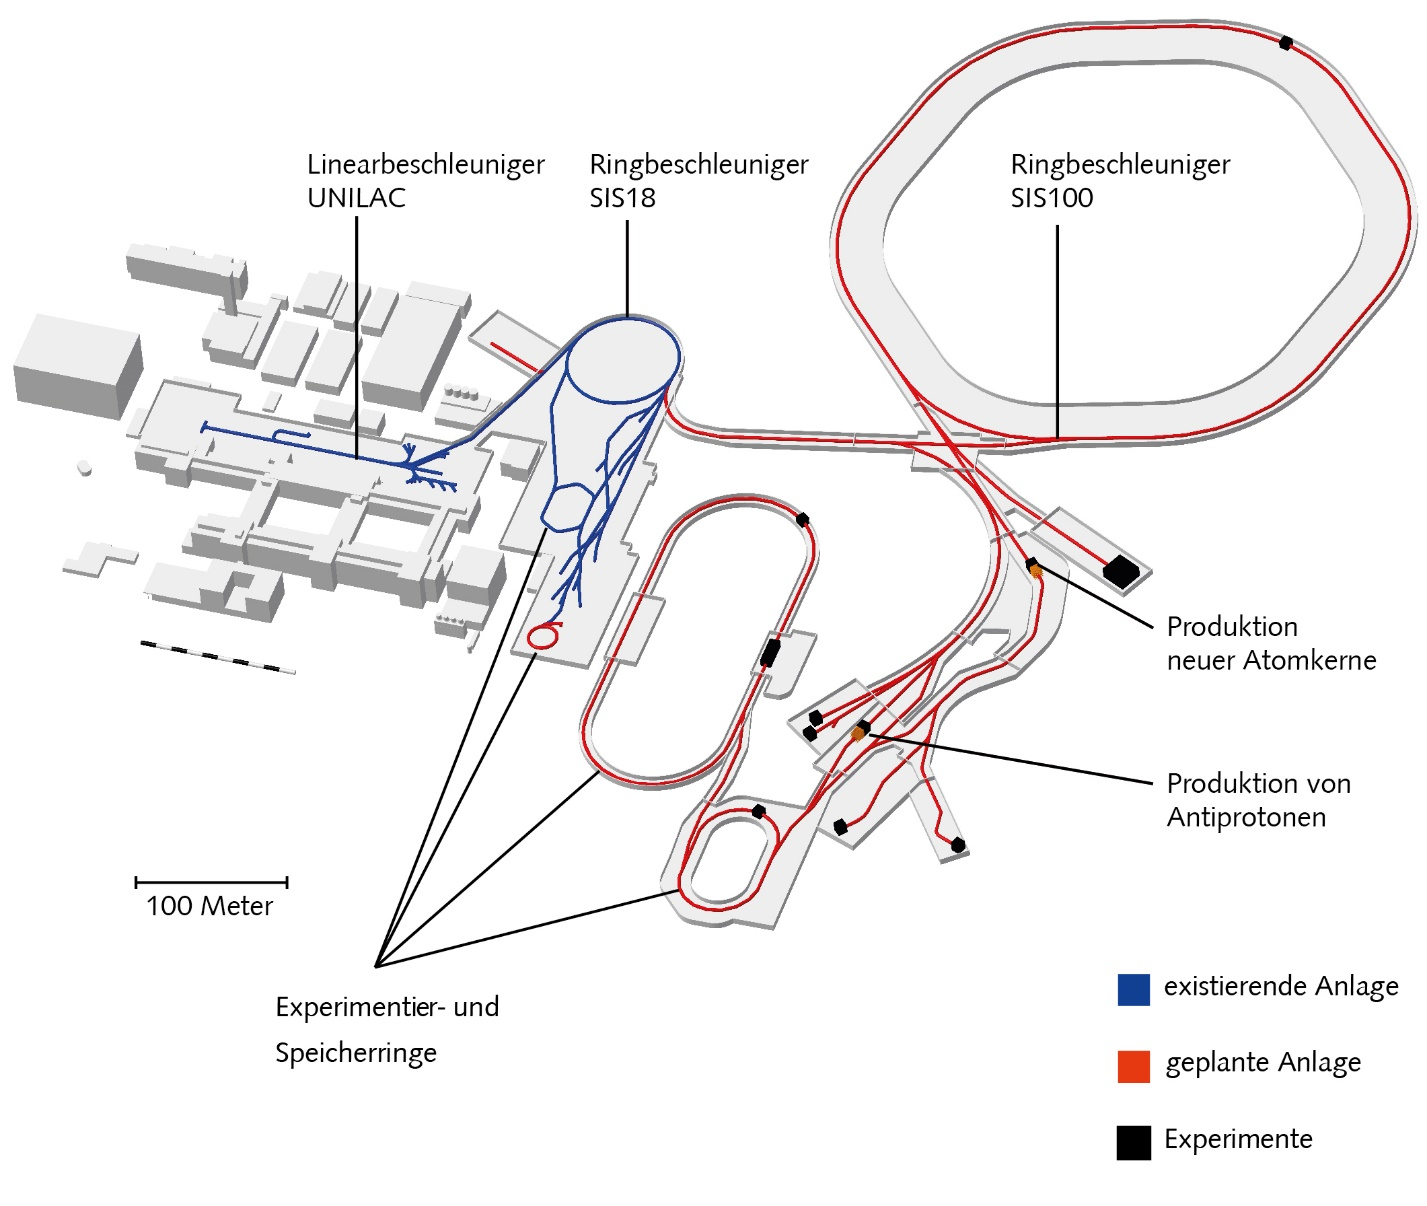 Linearbeschleuniger
UNILAC
Ringbeschleuniger
SIS18
Ringbeschleuniger
SIS100
Produktion
neuer Atomkerne
Produktion von
Antiprotonen
100 Meter
Experimentier- und
Speicherringe
existierende Anlage
geplante Anlage
Experimente